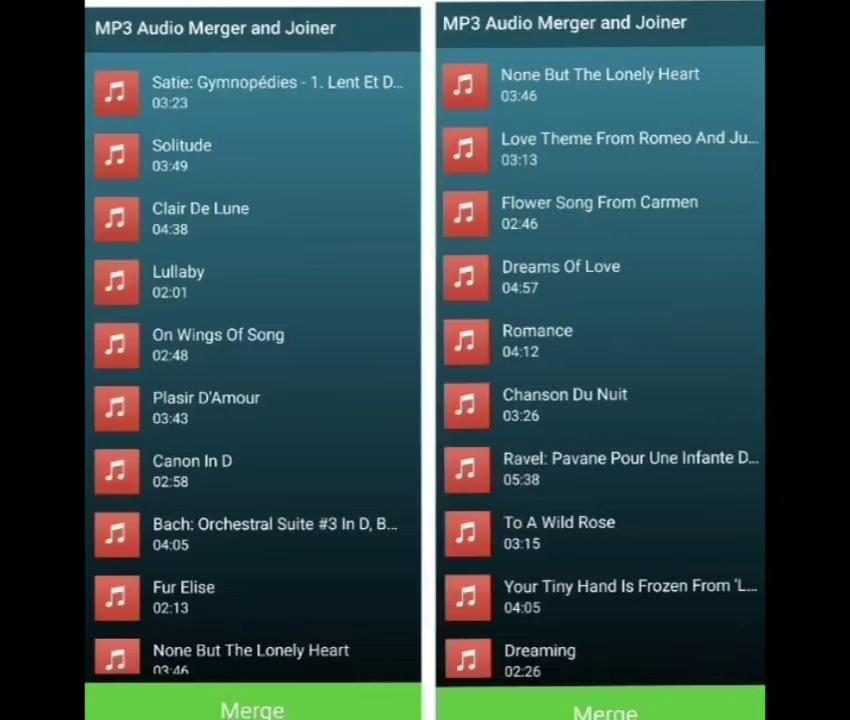 MP3 Audio Merger and Joiner
Satie: Gymnopédies - 1. Lent Et D...
03:23
Solitude
03:49
Clair De Lune
04:38
Lullaby
02:01
On Wings Of Song
02:48
Plasir D'Amour
03:43
Canon In D
02:58
Bach: Orchestral Suite #3 In D, B...
04:05
Fur Elise
02:13
None But The Lonely Heart
03:46
Merge
MP3 Audio Merger and Joiner
None But The Lonely Heart
03:46
Love Theme From Romeo And Ju...
03:13
Flower Song From Carmen
02:46
Dreams Of Love
04:57
Romance
04:12
Chanson Du Nuit
03:26
Ravel: Pavane Pour Une Infante D...
05:38
To A Wild Rose
03:15
Your Tiny Hand Is Frozen From 'L...
04:05
Dreaming
02:26
Merge